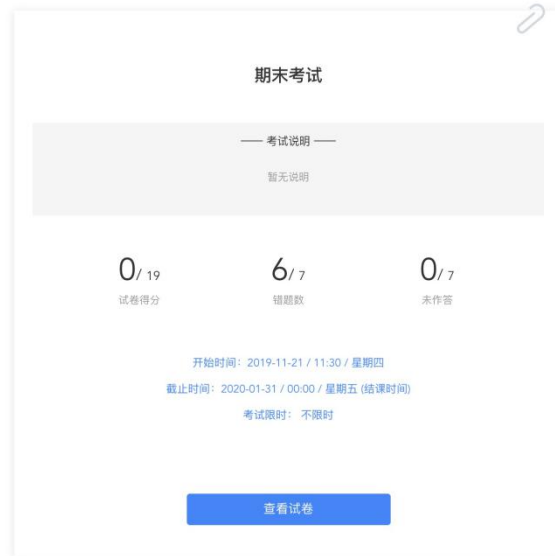 期末考试
—— 考试说明 ——
暂无说明
0/ 19
6/ 7
0/ 7
试卷得分
错题数
未作答
开始时间：2019-11-21 / 11:30 / 星期四
截止时间：2020-01-31 / 00:00 / 星期五 (结课时间)
考试限时： 不限时
查看试卷